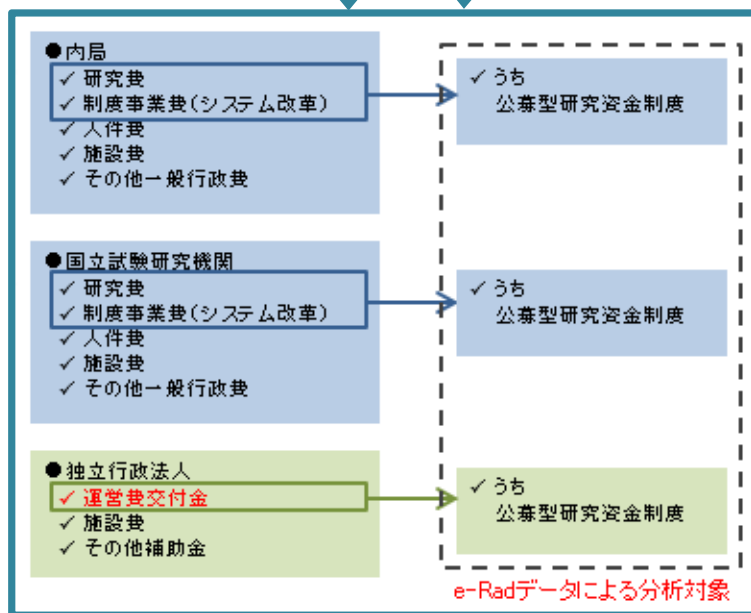 ●内局
✓ 研究費
✓ 制度事業費(システム改革)
✓ 人件費
✓ 施設費
✓ その他一般行政費
✓ うち
公募型研究資金制度
●国立試験研究機関
✓ 研究費
✓ 制度事業費(システム改革)
✓ 人件費
✓ 施設費
✓ その他一般行政費
✓ うち
公募型研究資金制度
●独立行政法人
✓ 運営費交付金
✓ 施設費
✓ その他補助金
✓ うち
公募型研究資金制度
e-Radデータによる分析対象